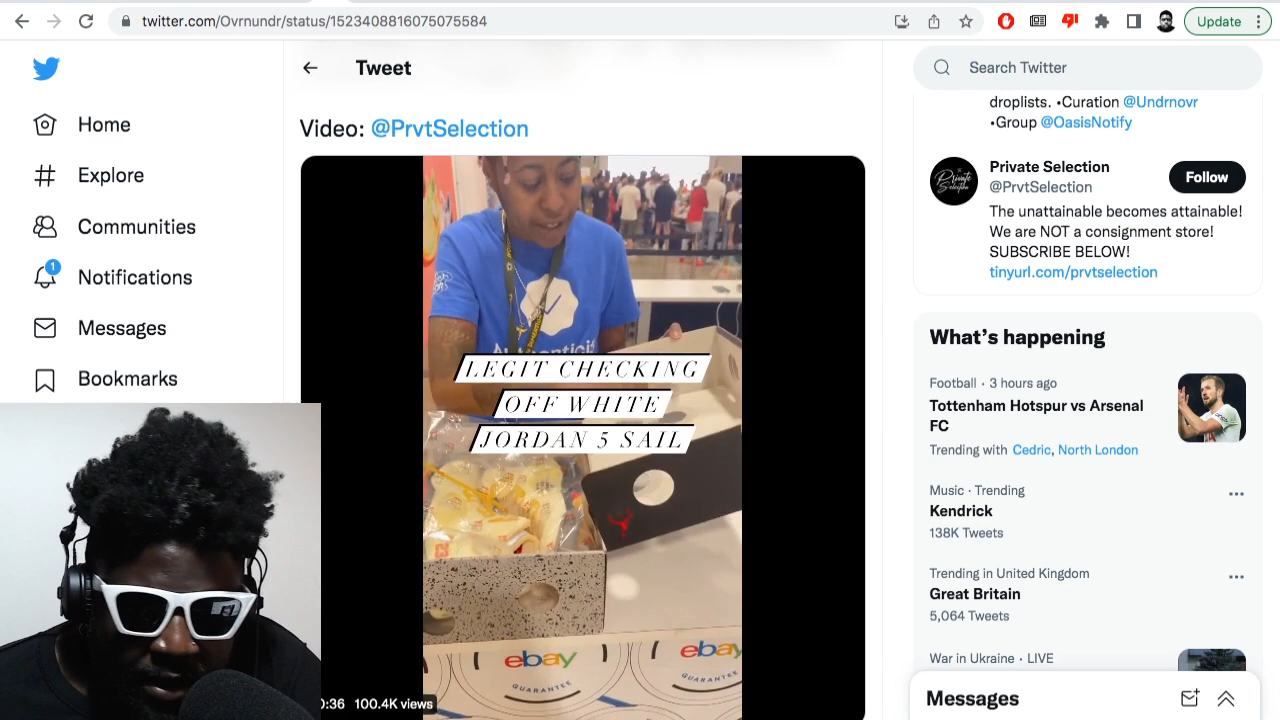 twitter.com/Ovrnundr/status/1523408816075075584
Update
Home
Explore
Communities
1
Notifications
Messages
Bookmarks
Tweet
Video: @PrvtSelection
Authentici
LEGIT CHECKING
OFF WHITE
JORDAN 5 SAIL
ebay
GUARANTEE
ebay
GUARANTEE
0:36 100.4K views
Search Twitter
droplists. •Curation @Undrnovr
•Group @OasisNotify
Private Selection
@PrvtSelection
Follow
The unattainable becomes attainable!
We are NOT a consignment store!
SUBSCRIBE BELOW!
tinyurl.com/prvtselection
What's happening
Football · 3 hours ago
Tottenham Hotspur vs Arsenal
FC
Trending with Cedric, North London
Music · Trending
Kendrick
138K Tweets
Trending in United Kingdom
Great Britain
5,064 Tweets
War in Ukraine · LIVE
Messages